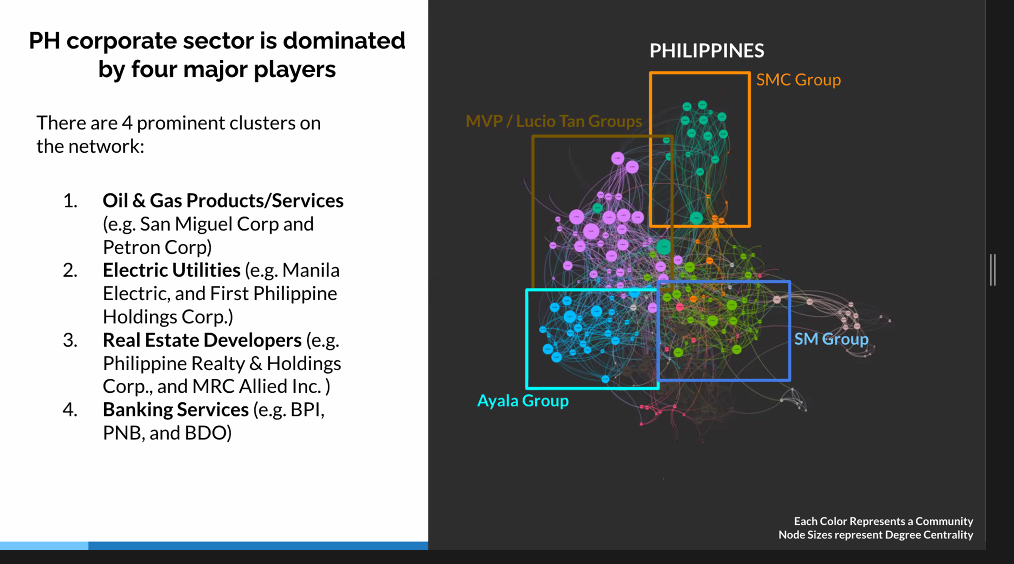 PH corporate sector is dominated
by four major players
There are 4 prominent clusters on
the network:
1. Oil & Gas Products/Services
(e.g. San Miguel Corp and
Petron Corp)
2. Electric Utilities (e.g. Manila
Electric, and First Philippine
Holdings Corp.)
3. Real Estate Developers (e.g.
Philippine Realty & Holdings
Corp., and MRC Allied Inc. )
4. Banking Services (e.g. BPI,
PNB, and BDO)
PHILIPPINES
SMC Group
MVP / Lucio Tan Groups
SM Group
Ayala Group
Each Color Represents a Community
Node Sizes represent Degree Centrality